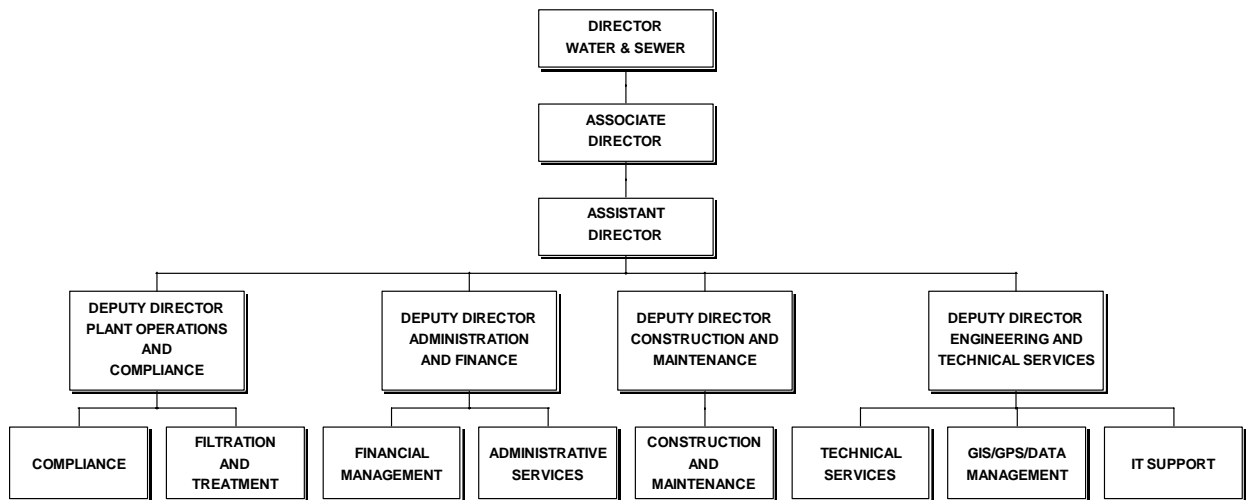 DIRECTOR
WATER & SEWER
ASSOCIATE
DIRECTOR
ASSISTANT
DIRECTOR
DEPUTY DIRECTOR
PLANT OPERATIONS
AND
COMPLIANCE
DEPUTY DIRECTOR
ADMINISTRATION
AND FINANCE
DEPUTY DIRECTOR
CONSTRUCTION AND
MAINTENANCE
DEPUTY DIRECTOR
ENGINEERING AND
TECHNICAL SERVICES
COMPLIANCE
FILTRATION
AND
TREATMENT
FINANCIAL
MANAGEMENT
ADMINISTRATIVE
SERVICES
CONSTRUCTION
AND
MAINTENANCE
TECHNICAL
SERVICES
GIS/GPS/DATA
MANAGEMENT
IT SUPPORT